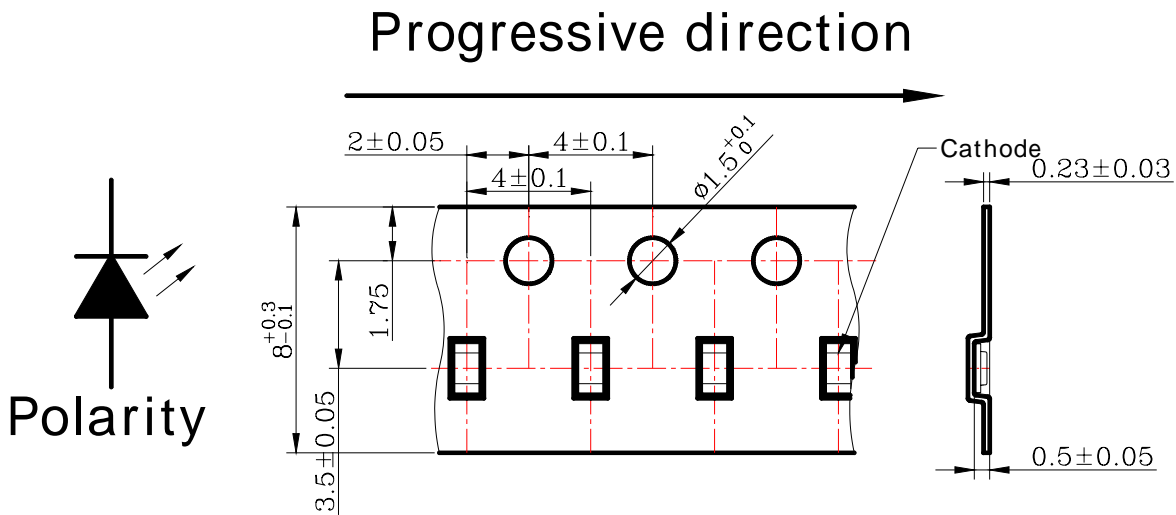 Progressive direction
2±0.05
4±0.1
4±0.1
ø1.5 +0.1 0
Cathode
0.23±0.03
1.75
8 +0.3 -0.1
3.5±0.05
0.5±0.05
Polarity